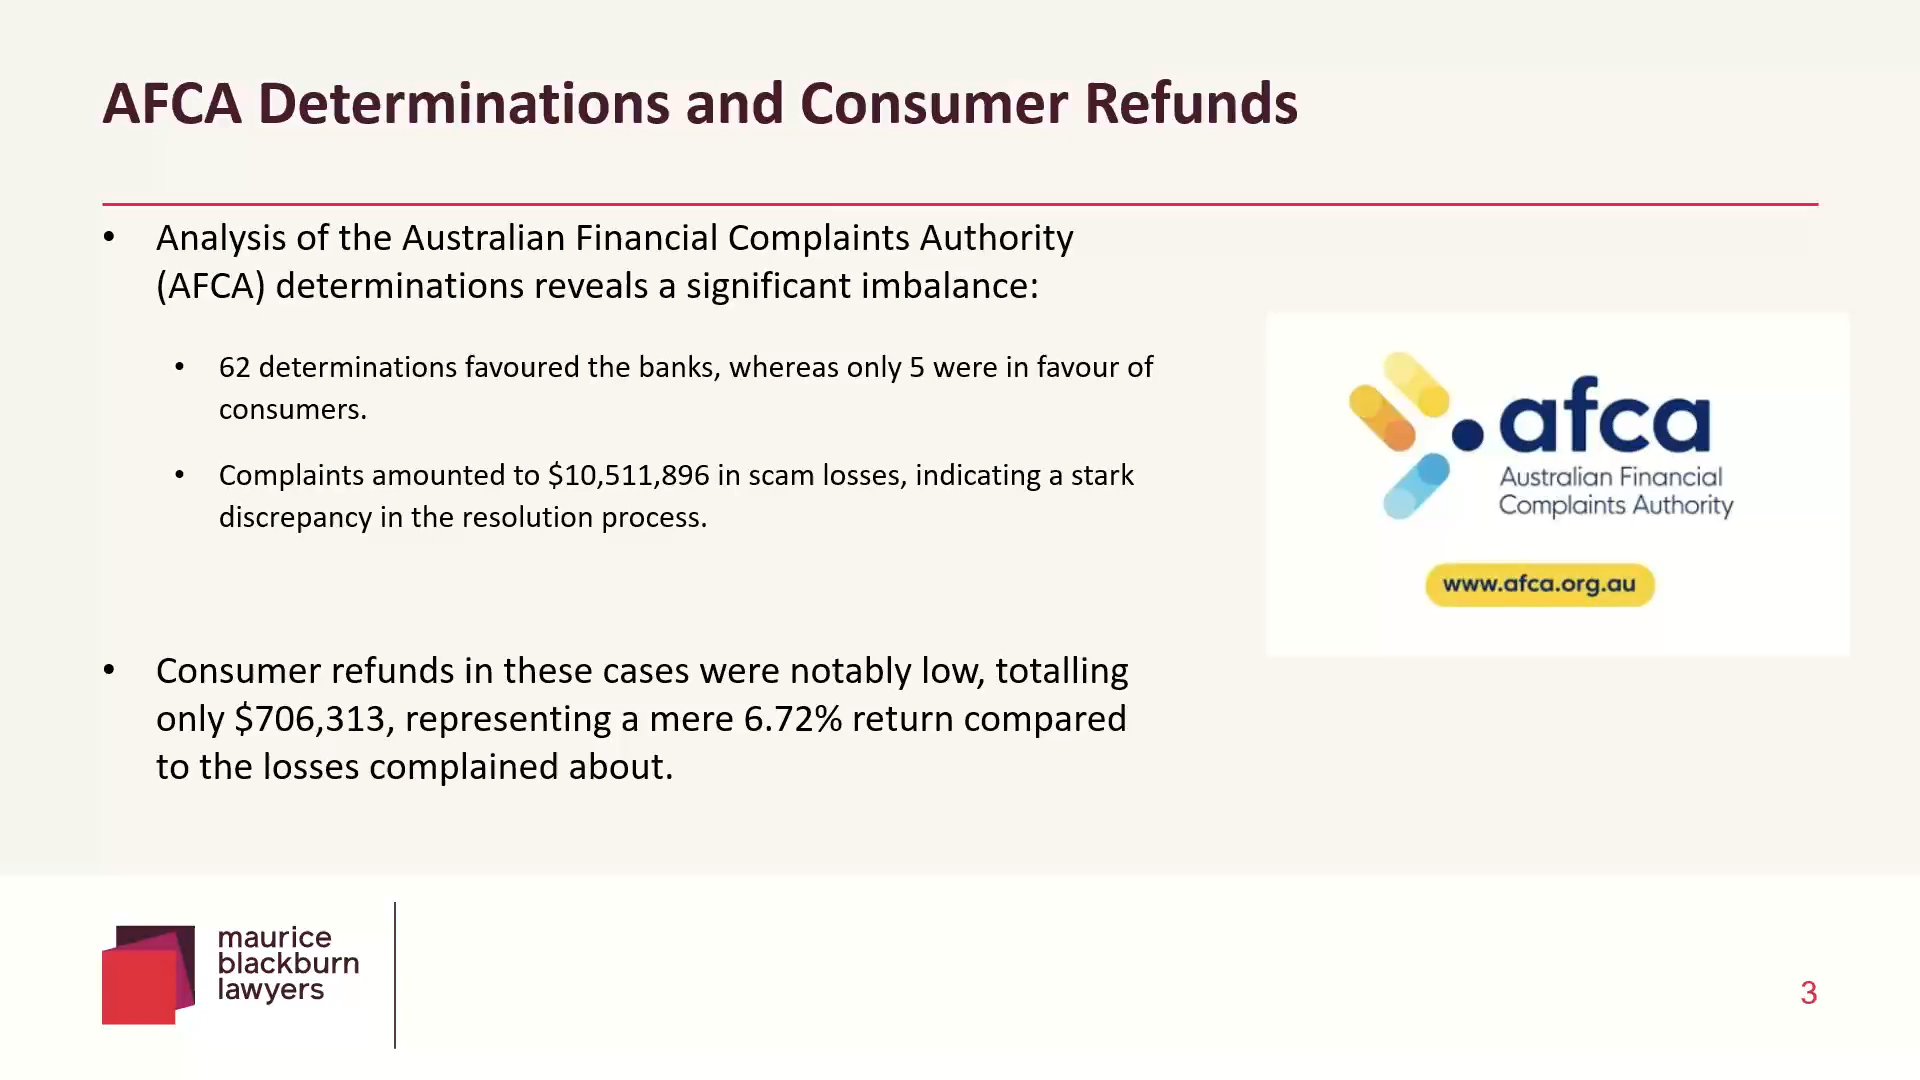 AFCA Determinations and Consumer Refunds
• Analysis of the Australian Financial Complaints Authority
(AFCA) determinations reveals a significant imbalance:
• 62 determinations favoured the banks, whereas only 5 were in favour of
consumers.
• Complaints amounted to $10,511,896 in scam losses, indicating a stark
discrepancy in the resolution process.
• Consumer refunds in these cases were notably low, totalling
only $706,313, representing a mere 6.72% return compared
to the losses complained about.
afca
Australian Financial
Complaints Authority
www.afca.org.au
maurice
blackburn
lawyers
3